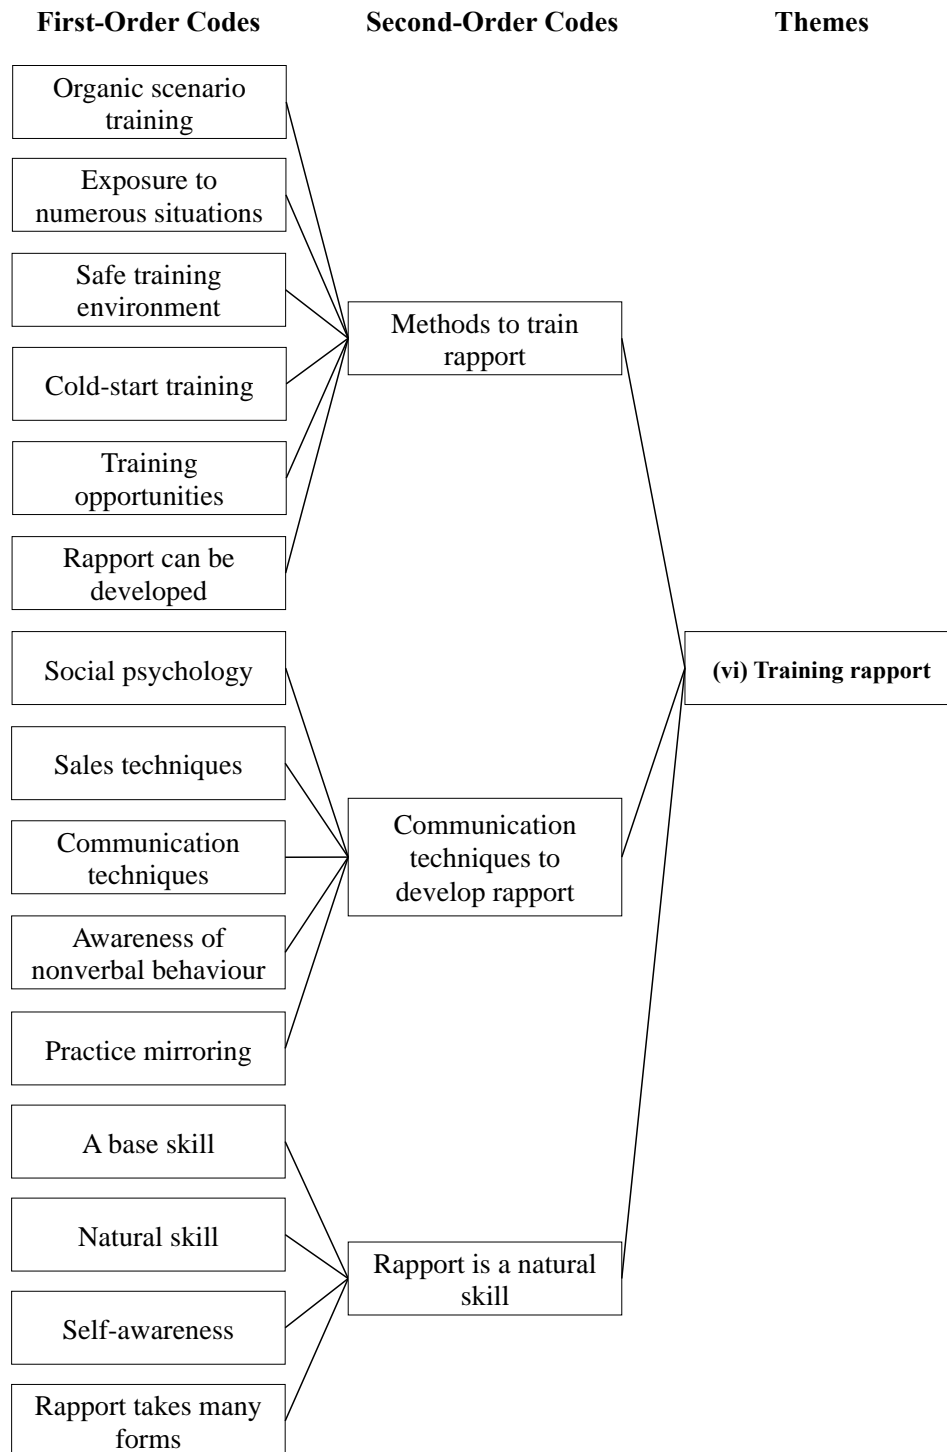 First-Order Codes
Second-Order Codes
Themes
Organic scenario
training
Exposure to
numerous situations
Safe training
environment
Cold-start training
Training
opportunities
Rapport can be
developed
Methods to train
rapport
Social psychology
Sales techniques
Communication
techniques
Awareness of
nonverbal behaviour
Practice mirroring
Communication
techniques to
develop rapport
A base skill
Natural skill
Self-awareness
Rapport takes many
forms
Rapport is a natural
skill
(vi) Training rapport